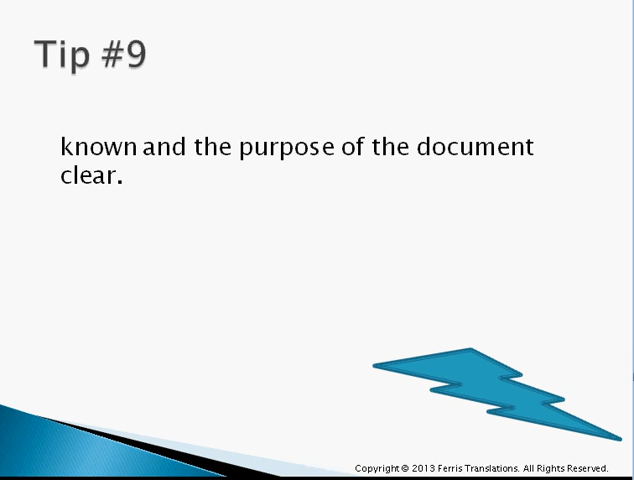 Tip #9
known and the purpose of the document
clear.
Copyright © 2013 Ferris Translations. All Rights Reserved.